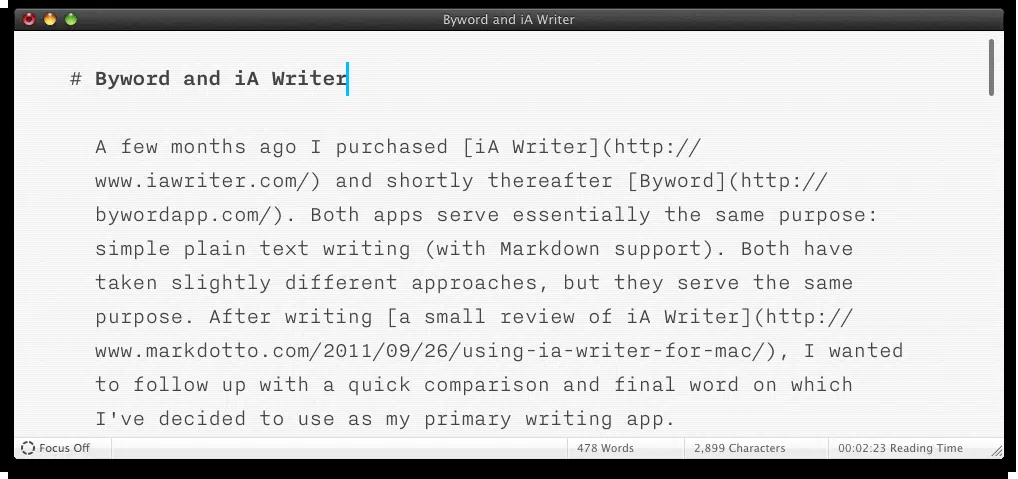 Byword and iA Writer
# Byword and iA Writer
A few months ago I purchased [iA Writer](http://
www.iawriter.com/) and shortly thereafter [Byword](http://
bywordapp.com/). Both apps serve essentially the same purpose:
simple plain text writing (with Markdown support). Both have
taken slightly different approaches, but they serve the same
purpose. After writing [a small review of iA Writer](http://
www.markdotto.com/2011/09/26/using-ia-writer-for-mac/), I wanted
to follow up with a quick comparison and final word on which
I've decided to use as my primary writing app.
Focus Off 478 Words 2,899 Characters 00:02:23 Reading Time